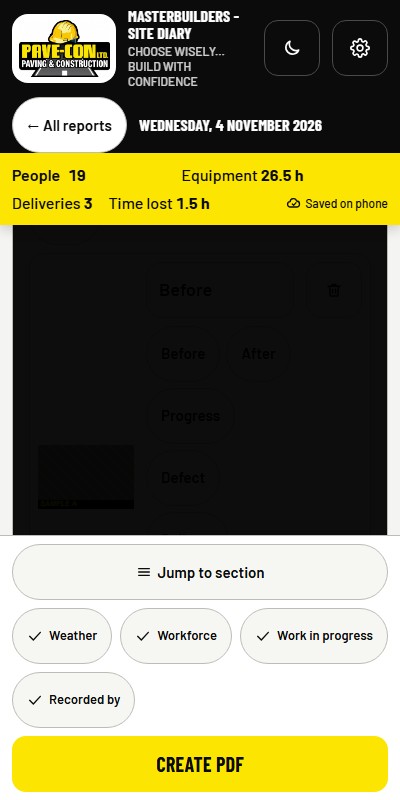 PAVE-CON LTD.
PAVING & CONSTRUCTION
MASTERBUILDERS -
SITE DIARY
CHOOSE WISELY...
BUILD WITH
CONFIDENCE
← All reports
WEDNESDAY, 4 NOVEMBER 2026
People 19
Equipment 26.5 h
Deliveries 3
Time lost 1.5 h
Saved on phone
Before
Before
After
Progress
Defect
Jump to section
Weather
Workforce
Work in progress
Recorded by
CREATE PDF